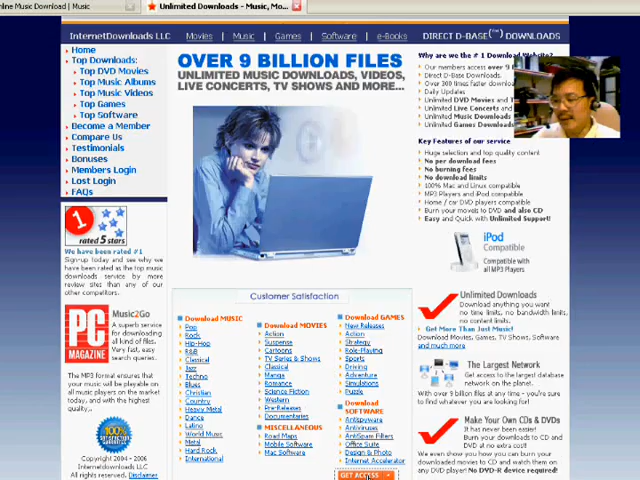 nline Music Download | Music
Unlimited Downloads - Music, Mo...
InternetDownloads LLC
Movies | Music | Games | Software | e-Books
DIRECT D-BASE(™) DOWNLOADS
Home
Top Downloads:
Top DVD Movies
Top Music Albums
Top Music Videos
Top Games
Top Software
Become a Member
Compare Us
Testimonials
Bonuses
Members Login
Lost Login
FAQs
1
rated 5 stars
We have been rated #1
Sign-up today and see why we have been rated as the top music downloads service by more review sites than any of our other competitors.
PC
MAGAZINE
Music2Go
A superb service for downloading all kind of files. Very fast, easy search queries.
The MP3 format ensures that your music will be playable on all music players on the market today, and with the highest quality.
100%
SATISFACTION
Copyright 2004 - 2006
Internetdownloads LLC
All rights reserved. Disclaimer
OVER 9 BILLION FILES
UNLIMITED MUSIC DOWNLOADS, VIDEOS,
LIVE CONCERTS, TV SHOWS AND MORE...
Customer Satisfaction
Download MUSIC
Pop
Rock
Hip-Hop
R&B
Classical
Jazz
Techno
Blues
Christian
Country
Heavy Metal
Dance
Latino
World Music
Metal
Hard Rock
International
Download MOVIES
Action
Suspense
Cartoons
TV Series & Shows
Classical
Manga
Romance
Science Fiction
Western
Pre-Releases
Documentaries
MISCELLANEOUS
Road Maps
Mobile Software
Mac Software
Download GAMES
New Releases
Action
Strategy
Role-Playing
Sports
Driving
Adventure
Simulations
Puzzle
Download
SOFTWARE
Antispyware
Antiviruses
AntiSpam Filters
Office Suite
Design & Photo
Internet Accelerator
GET ACCESS
Why are we the # 1 Download Website?
Our members access over 9
Direct D-Base Downloads
Over 300 times faster download
Daily Updates
Unlimited DVD Movies and T
Unlimited Live Concerts and
Unlimited Music Downloads
Unlimited Games Downloads
Key Features of our service
Huge selection and top quality content
No per download fees
No burning fees
No download limits
100% Mac and Linux compatible
MP3 Players and iPod compatible
Home / car DVD players compatible
Burn your movies to DVD and also CD
Easy and Quick with Unlimited Support!
iPod
Compatible
Compatible with
all MP3 Players
Unlimited Downloads
Download anything you want, no time limits, no bandwidth limits, no content limits.
Get More Than Just Music!
Download Movies, Games, TV Shows, Software and much more
The Largest Network
Get access to the largest database network on the planet.
With over 9 billion files at any time - you're sure to find whatever you are looking for!
Make Your Own CDs & DVDs
It has never been easier!
Burn your downloads to CD and DVD at no extra cost!
We even show you how you can burn your downloaded movies to CD and watch them on any DVD player! No DVD-R device required!